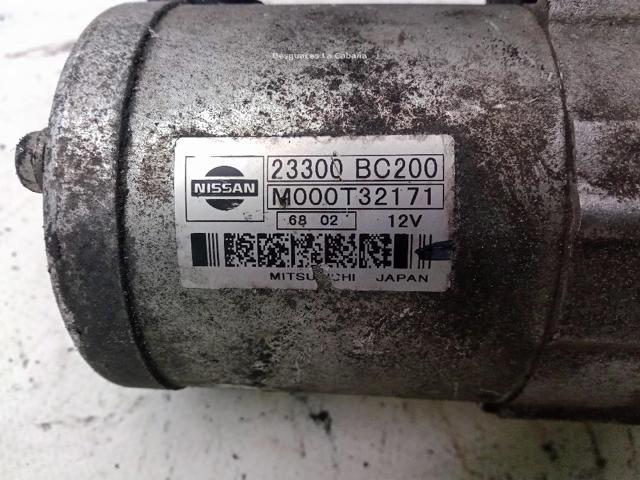 Desguaces La Cabaña
NISSAN
23300 BC200
M000T32171
68 02 12V
JAPAN